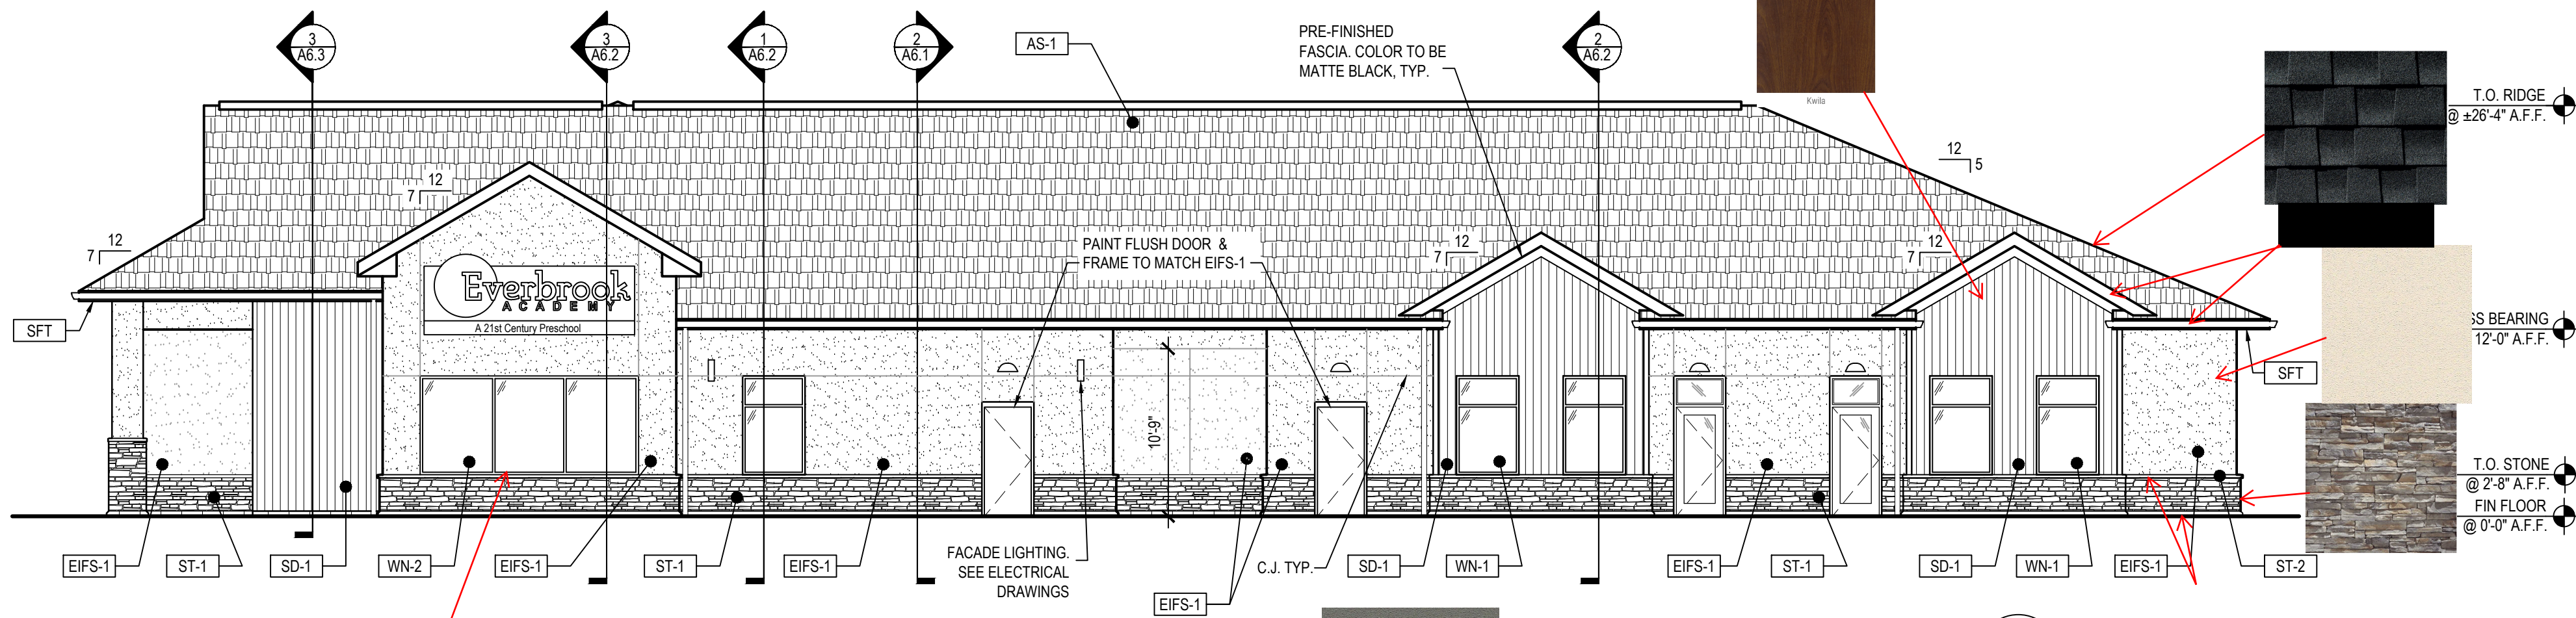 3
A6.3
3
A6.2
1
A6.2
2
A6.1
AS-1
PRE-FINISHED
FASCIA. COLOR TO BE
MATTE BLACK, TYP.
2
A6.2
Kwila
T.O. RIDGE
@ ±26'-4" A.F.F.
12
5
12
7
12
7
PAINT FLUSH DOOR &
FRAME TO MATCH EIFS-1
12
7
12
7
Everbrook
ACADEMY
A 21st Century Preschool
SFT
SS BEARING
12'-0" A.F.F.
SFT
10'-9"
T.O. STONE
@ 2'-8" A.F.F.
FIN FLOOR
@ 0'-0" A.F.F.
EIFS-1
ST-1
SD-1
WN-2
EIFS-1
ST-1
EIFS-1
FACADE LIGHTING.
SEE ELECTRICAL
DRAWINGS
EIFS-1
C.J. TYP.
SD-1
WN-1
EIFS-1
ST-1
SD-1
WN-1
EIFS-1
ST-2